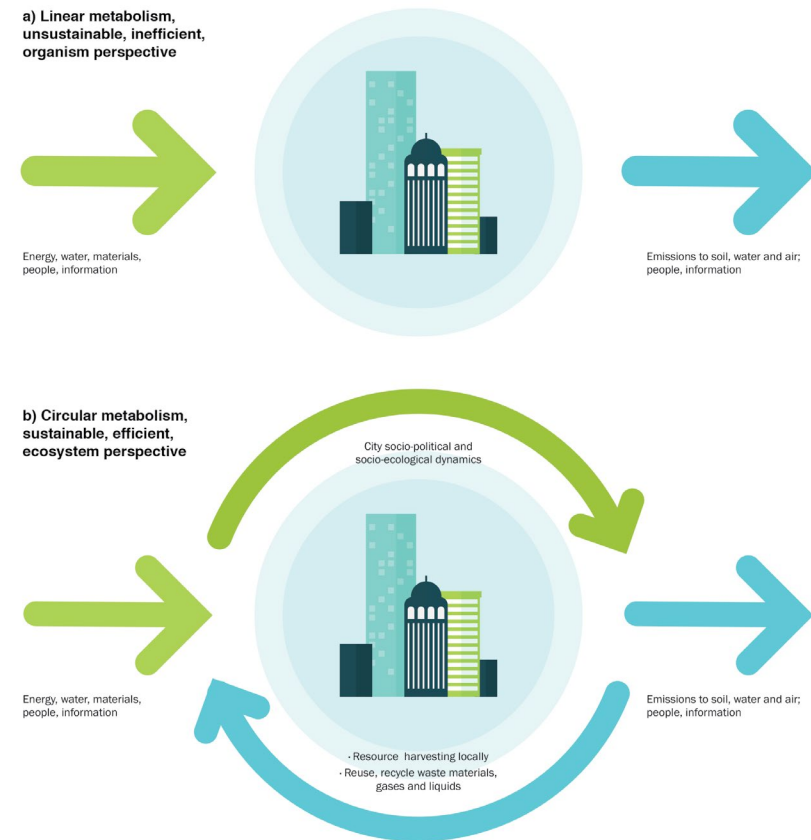 a) Linear metabolism,
unsustainable, inefficient,
organism perspective
Energy, water, materials,
people, information
Emissions to soil, water and air;
people, information
b) Circular metabolism,
sustainable, efficient,
ecosystem perspective
City socio-political and
socio-ecological dynamics
Energy, water, materials,
people, information
Emissions to soil, water and air;
people, information
· Resource harvesting locally
· Reuse, recycle waste materials,
gases and liquids